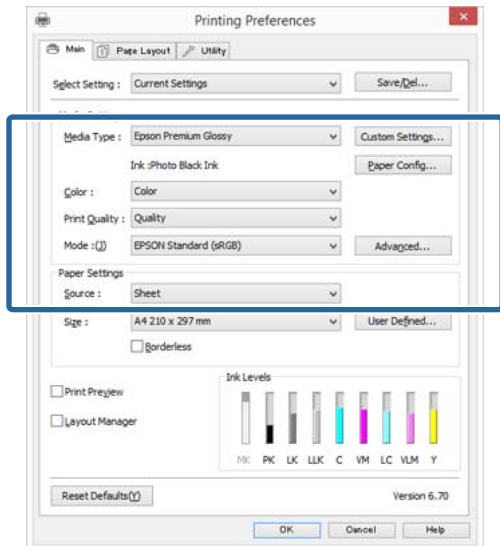 Printing Preferences
Main Page Layout Utility
Select Setting : Current Settings Save/Del...
Media Type : Epson Premium Glossy Custom Settings...
Ink :Photo Black Ink Paper Config...
Color : Color
Print Quality : Quality
Mode :(J) EPSON Standard (sRGB) Advanced...
Paper Settings
Source : Sheet
Size : A4 210 x 297 mm User Defined...
Borderless
Ink Levels
Print Preview
Layout Manager
MK PK LK LLK C VM LC VLM Y
Reset Defaults(Y) Version 6.70
OK Cancel Help